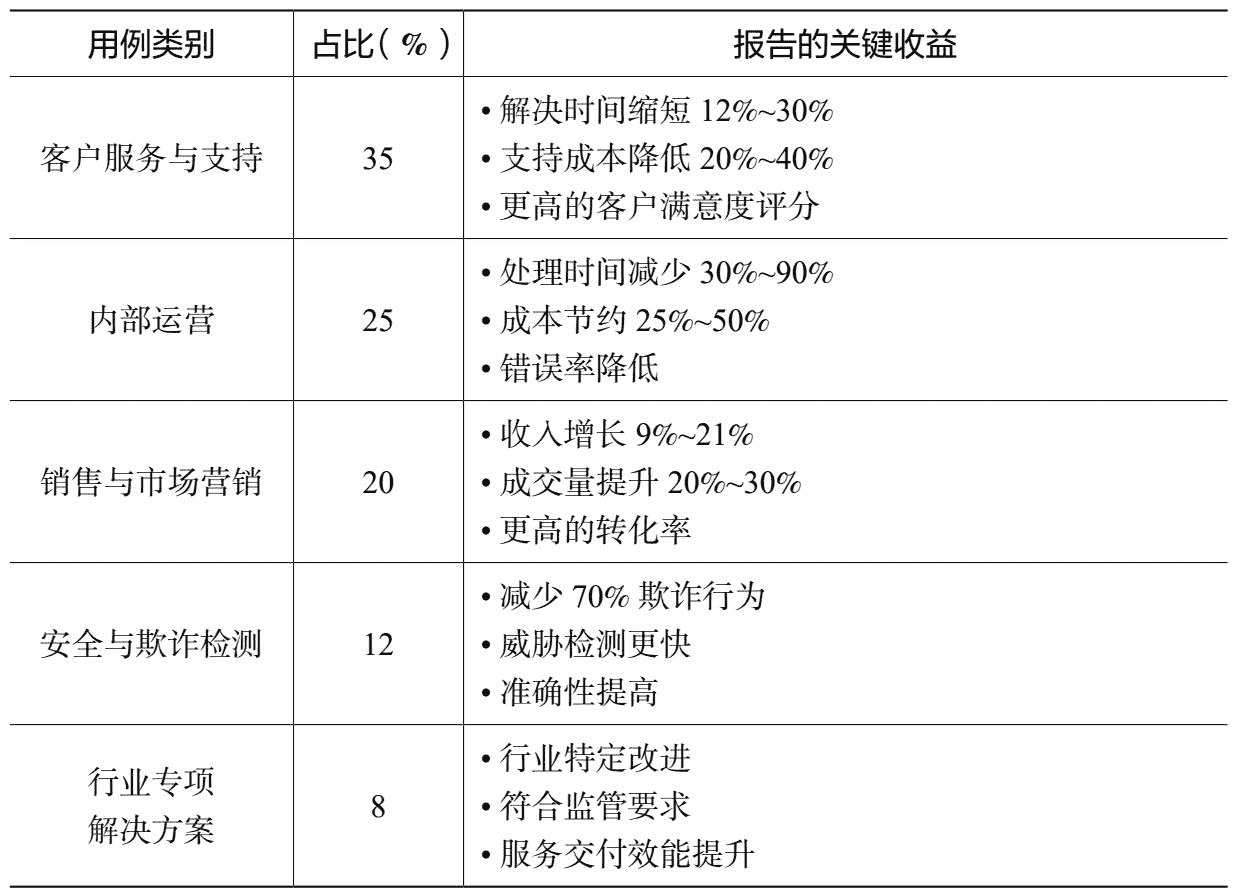 用例类别 占比（%） 报告的关键收益
客户服务与支持 35
• 解决时间缩短 12%~30%
• 支持成本降低 20%~40%
• 更高的客户满意度评分
内部运营 25
• 处理时间减少 30%~90%
• 成本节约 25%~50%
• 错误率降低
销售与市场营销 20
• 收入增长 9%~21%
• 成交量提升 20%~30%
• 更高的转化率
安全与欺诈检测 12
• 减少 70% 欺诈行为
• 威胁检测更快
• 准确性提高
行业专项
解决方案 8
• 行业特定改进
• 符合监管要求
• 服务交付效能提升